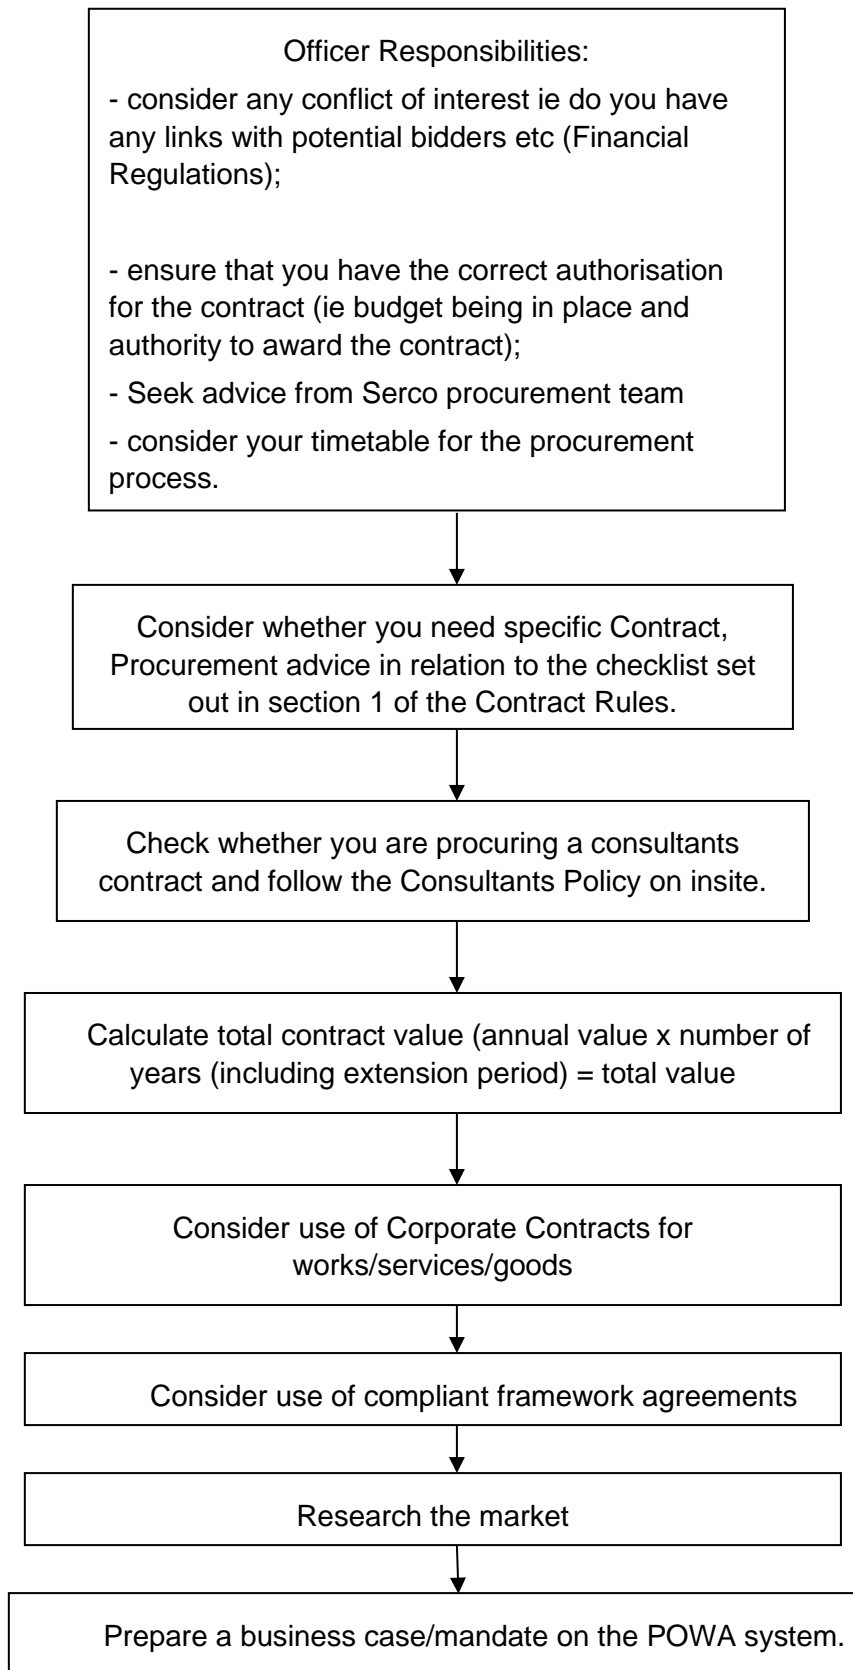 Officer Responsibilities:
- consider any conflict of interest ie do you have
any links with potential bidders etc (Financial
Regulations);
- ensure that you have the correct authorisation
for the contract (ie budget being in place and
authority to award the contract);
- Seek advice from Serco procurement team
- consider your timetable for the procurement
process.
Consider whether you need specific Contract,
Procurement advice in relation to the checklist set
out in section 1 of the Contract Rules.
Check whether you are procuring a consultants
contract and follow the Consultants Policy on insite.
Calculate total contract value (annual value x number of
years (including extension period) = total value
Consider use of Corporate Contracts for
works/services/goods
Consider use of compliant framework agreements
Research the market
Prepare a business case/mandate on the POWA system.